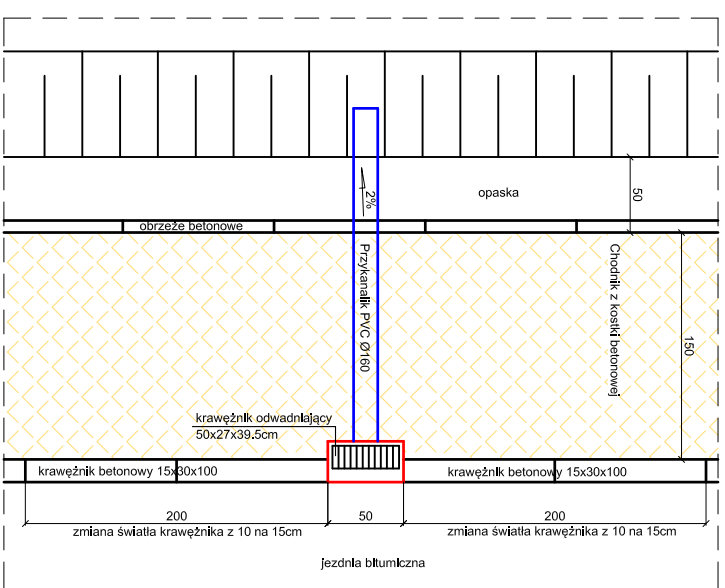 opaska
50
2%
obrzeże betonowe
Przykanalik PVC Ø160
Chodnik z kostki betonowej
150
krawężnik odwadniający
50x27x39.5cm
krawężnik betonowy 15x30x100
krawężnik betonowy 15x30x100
200
50
200
zmiana światła krawężnika z 10 na 15cm
zmiana światła krawężnika z 10 na 15cm
jezdnia bitumiczna